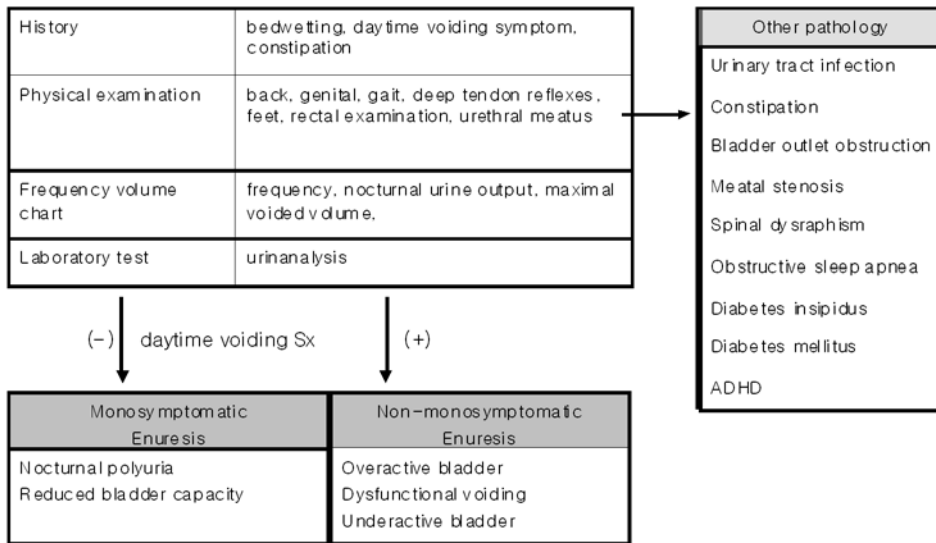 History
bedwetting, daytime voiding symptom,
constipation
Physical examination
back, genital, gait, deep tendon reflexes,
feet, rectal examination, urethral meatus
Frequency volume
chart
frequency, nocturnal urine output, maximal
voided volume,
Laboratory test
urinanalysis
(-) daytime voiding Sx (+)
Monosymptomatic
Enuresis
Nocturnal polyuria
Reduced bladder capacity
Non-monosymptomatic
Enuresis
Overactive bladder
Dysfunctional voiding
Underactive bladder
Other pathology
Urinary tract infection
Constipation
Bladder outlet obstruction
Meatal stenosis
Spinal dysraphism
Obstructive sleep apnea
Diabetes insipidus
Diabetes mellitus
ADHD